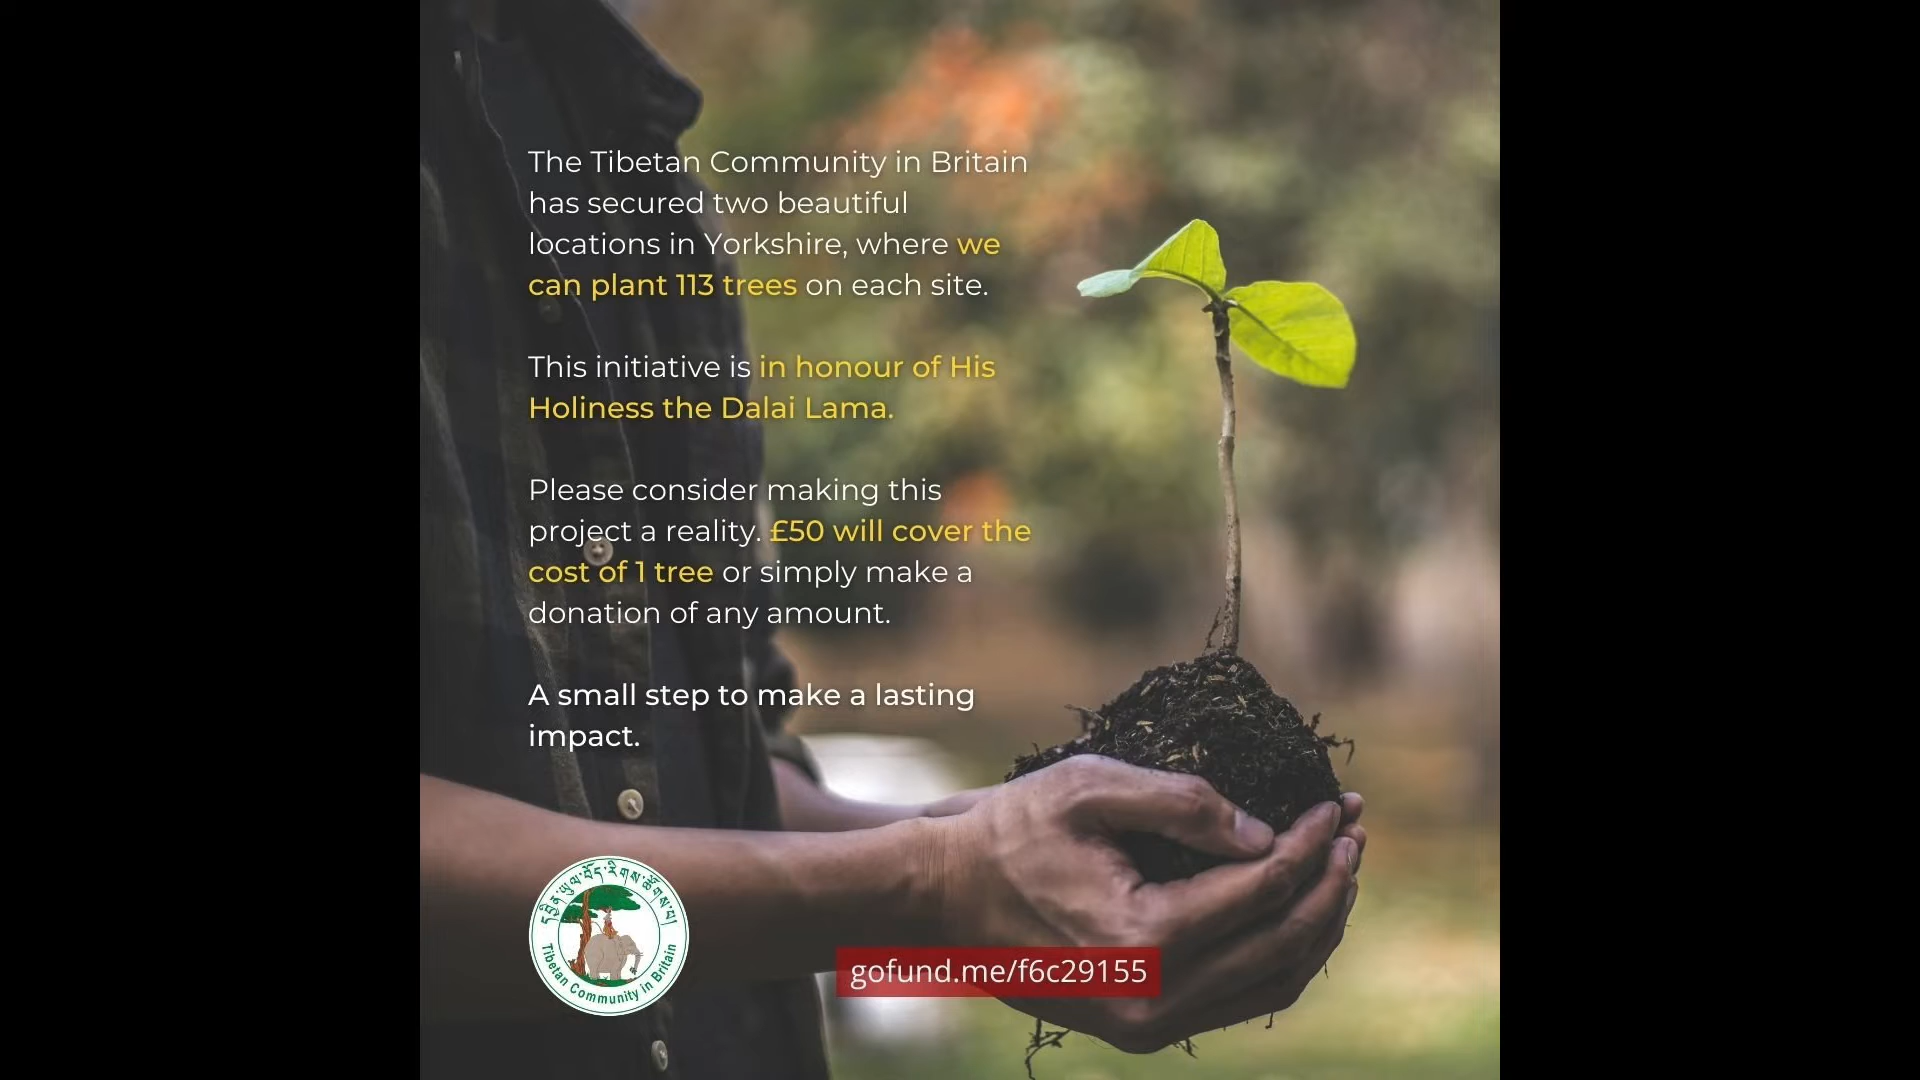 The Tibetan Community in Britain
has secured two beautiful
locations in Yorkshire, where we
can plant 113 trees on each site.
This initiative is in honour of His
Holiness the Dalai Lama.
Please consider making this
project a reality. £50 will cover the
cost of 1 tree or simply make a
donation of any amount.
A small step to make a lasting
impact.
དབྱིན་ཡུལ་བོད་རིགས་ཚོགས་པ།
Tibetan Community in Britain
gofund.me/f6c29155